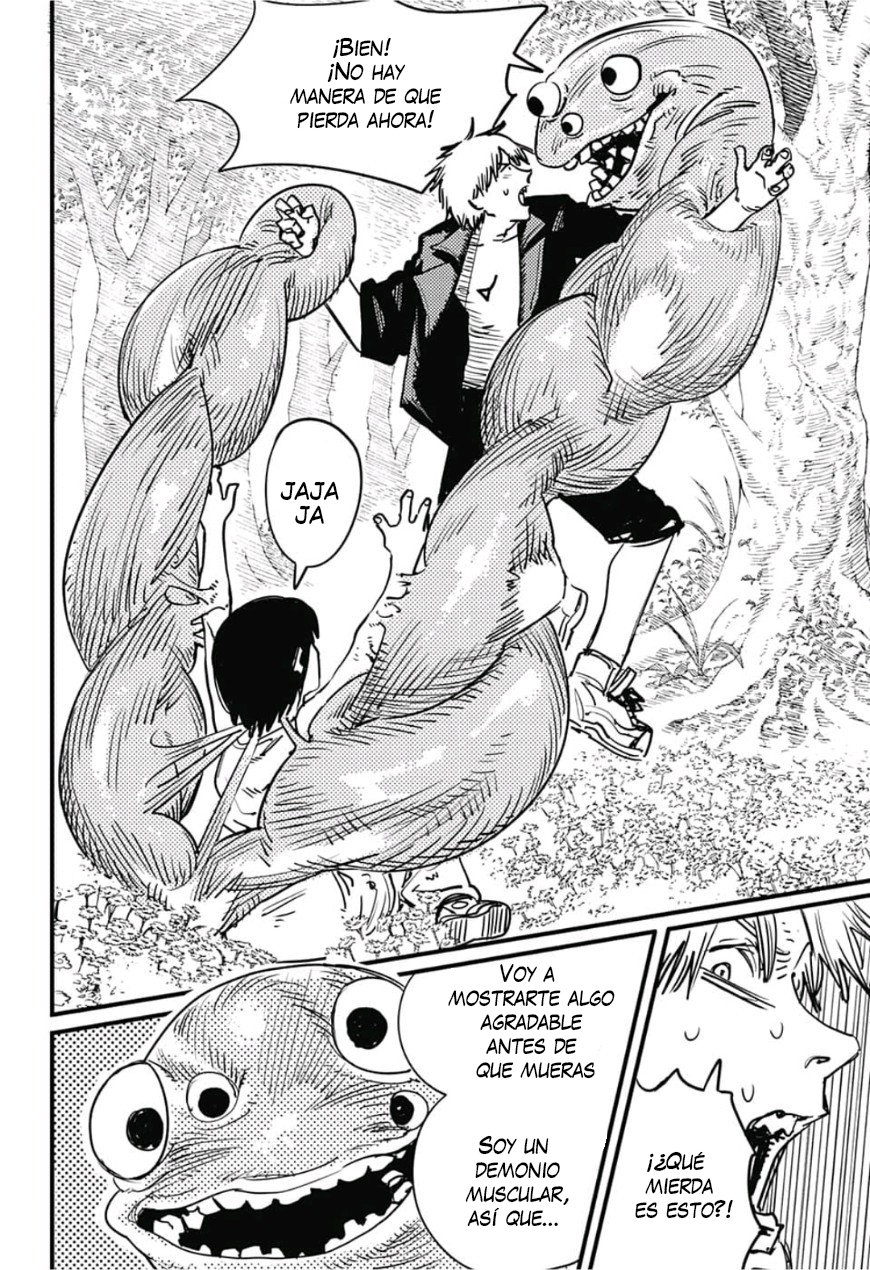 ¡Bien!
¡No hay
manera de que
pierda ahora!
JAJA
JA
¡¿Qué
mierda
es esto?!
Voy a
mostrarte algo
agradable
antes de
que mueras
Soy un
demonio
muscular,
así que...